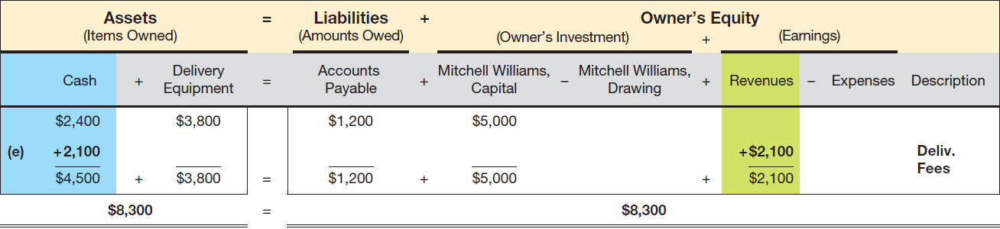 Assets = Liabilities + Owner's Equity
(Items Owned) (Amounts Owed) (Owner's Investment) + (Earnings)
Cash + Delivery Equipment = Accounts Payable + Mitchell Williams, Capital – Mitchell Williams, Drawing + Revenues – Expenses Description
$2,400 $3,800 $1,200 $5,000
(e) +2,100 +$2,100 Deliv. Fees
$4,500 + $3,800 = $1,200 + $5,000 + $2,100
$8,300 = $8,300